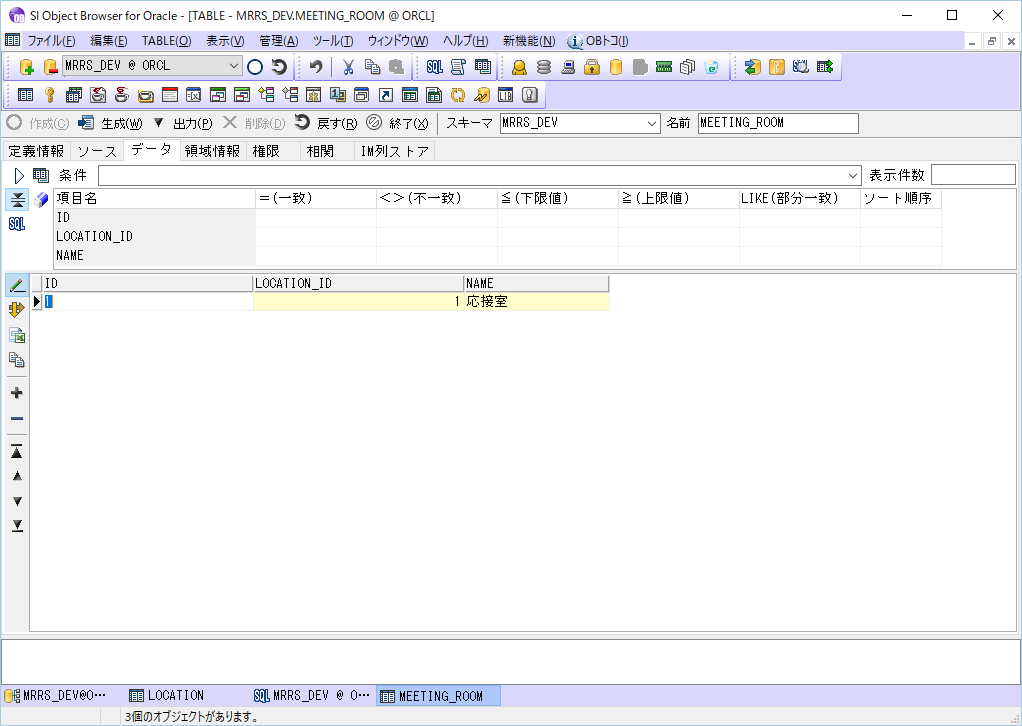 SI Object Browser for Oracle - [TABLE - MRRS_DEV.MEETING_ROOM @ ORCL]
ファイル(F) 編集(E) TABLE(O) 表示(V) 管理(A) ツール(T) ウィンドウ(W) ヘルプ(H) 新機能(N) OBトコ(I)
MRRS_DEV @ ORCL
SQL
作成(C) 生成(W) ▼ 出力(P) 削除(D) 戻す(R) 終了(X) スキーマ MRRS_DEV 名前 MEETING_ROOM
定義情報 ソース データ 領域情報 権限 相関 IM列ストア
条件 表示件数
項目名 =(一致) <>(不一致) ≦(下限値) ≧(上限値) LIKE(部分一致) ソート順序
ID
SQL
LOCATION_ID
NAME
ID LOCATION_ID NAME
1 1 応接室
MRRS_DEV@O… LOCATION SQL MRRS_DEV @ O… MEETING_ROOM
3個のオブジェクトがあります。